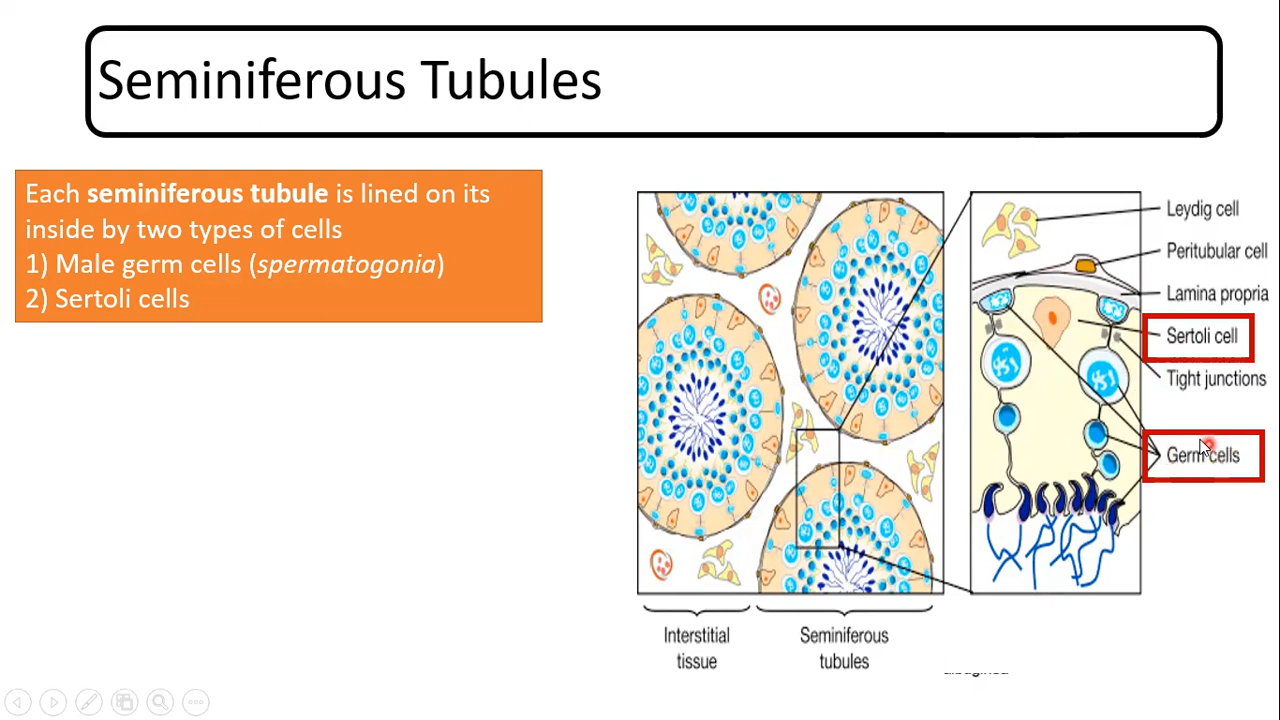 Seminiferous Tubules
Each seminiferous tubule is lined on its
inside by two types of cells
1) Male germ cells (spermatogonia)
2) Sertoli cells
Leydig cell
Peritubular cell
Lamina propria
Sertoli cell
Tight junctions
Germ cells
Interstitial
tissue
Seminiferous
tubules